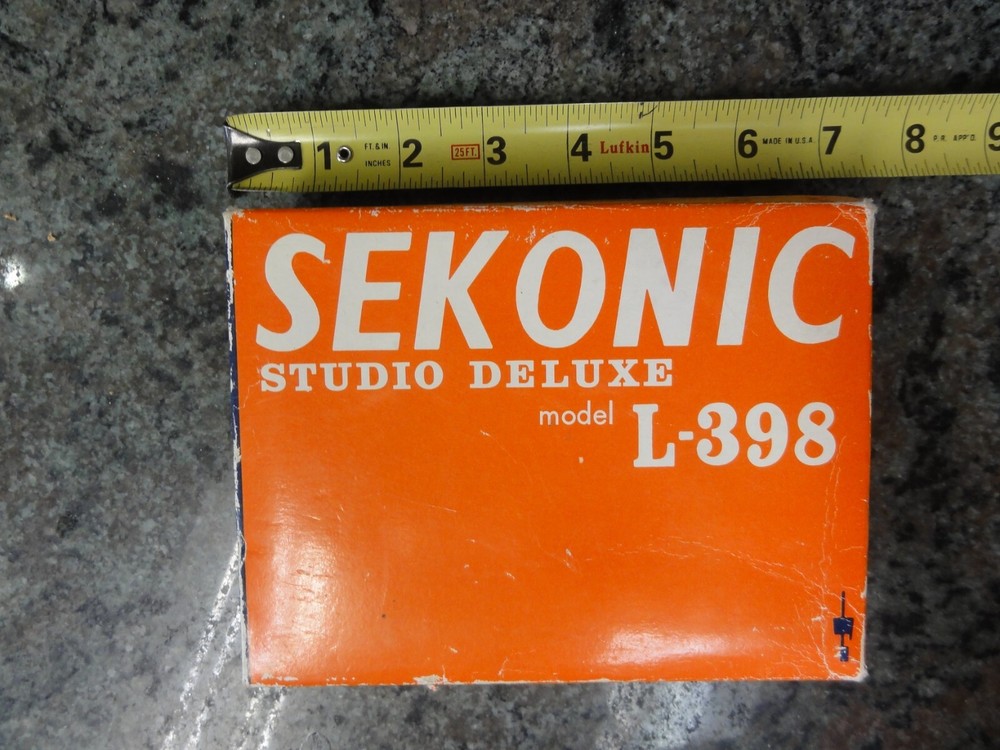 1 FT. & IN INCHES 2 25FT. 3 4 Lufkin 5 6 MADE IN U.S.A. 7 8 P.R. APP'D. 9
SEKONIC
STUDIO DELUXE
model L-398